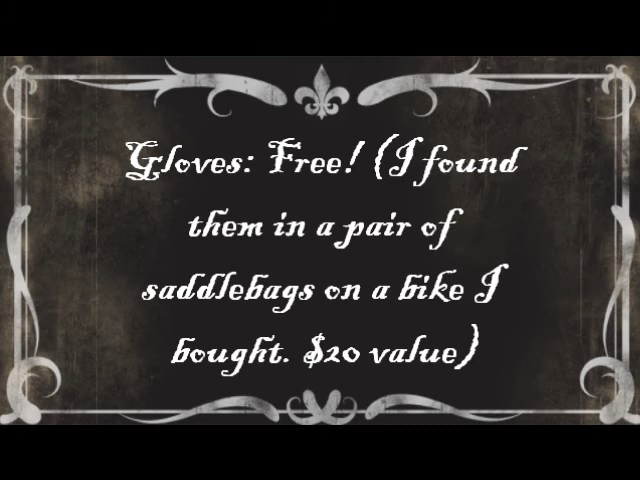 Gloves: Free! (I found
them in a pair of
saddlebags on a bike I
bought. $20 value)